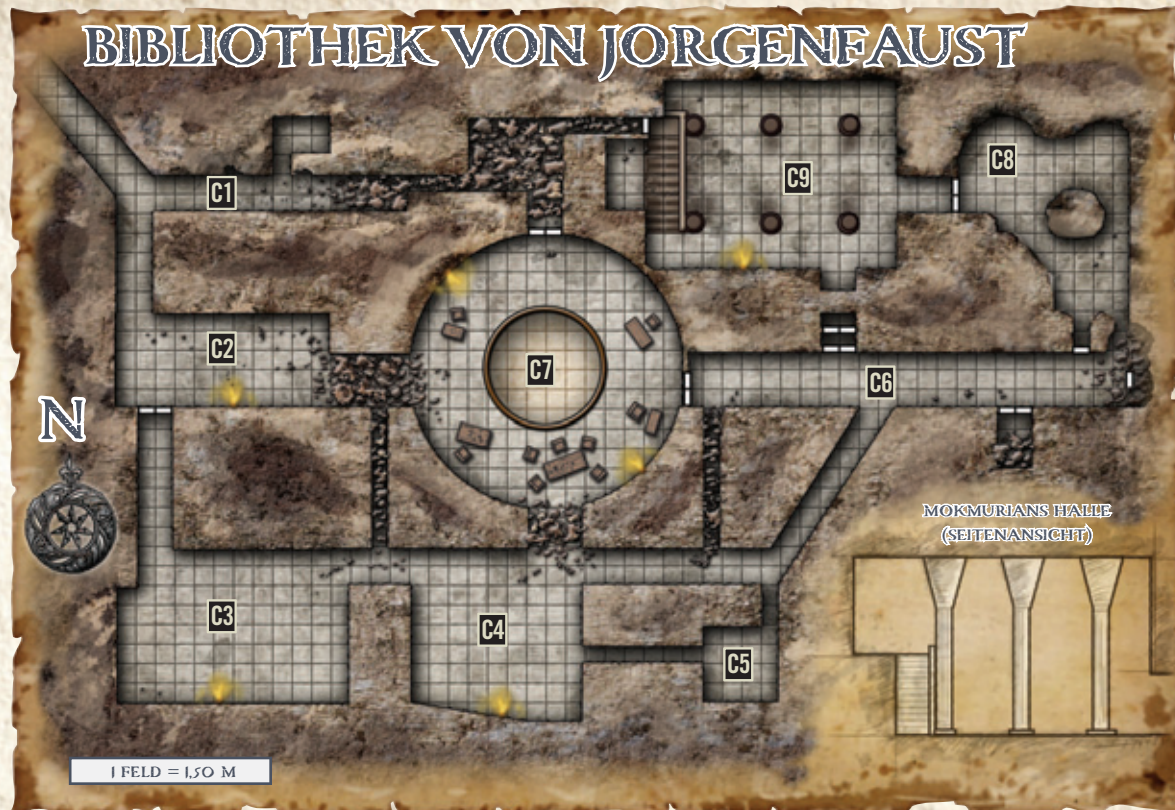 BIBLIOTHEK VON JORGENFAUST
C9
C8
C1
C2
C7
C6
N
MOKMURIANS HALLE
(SEITENANSICHT)
C3
C4
C5
1 FELD = 1,50 M